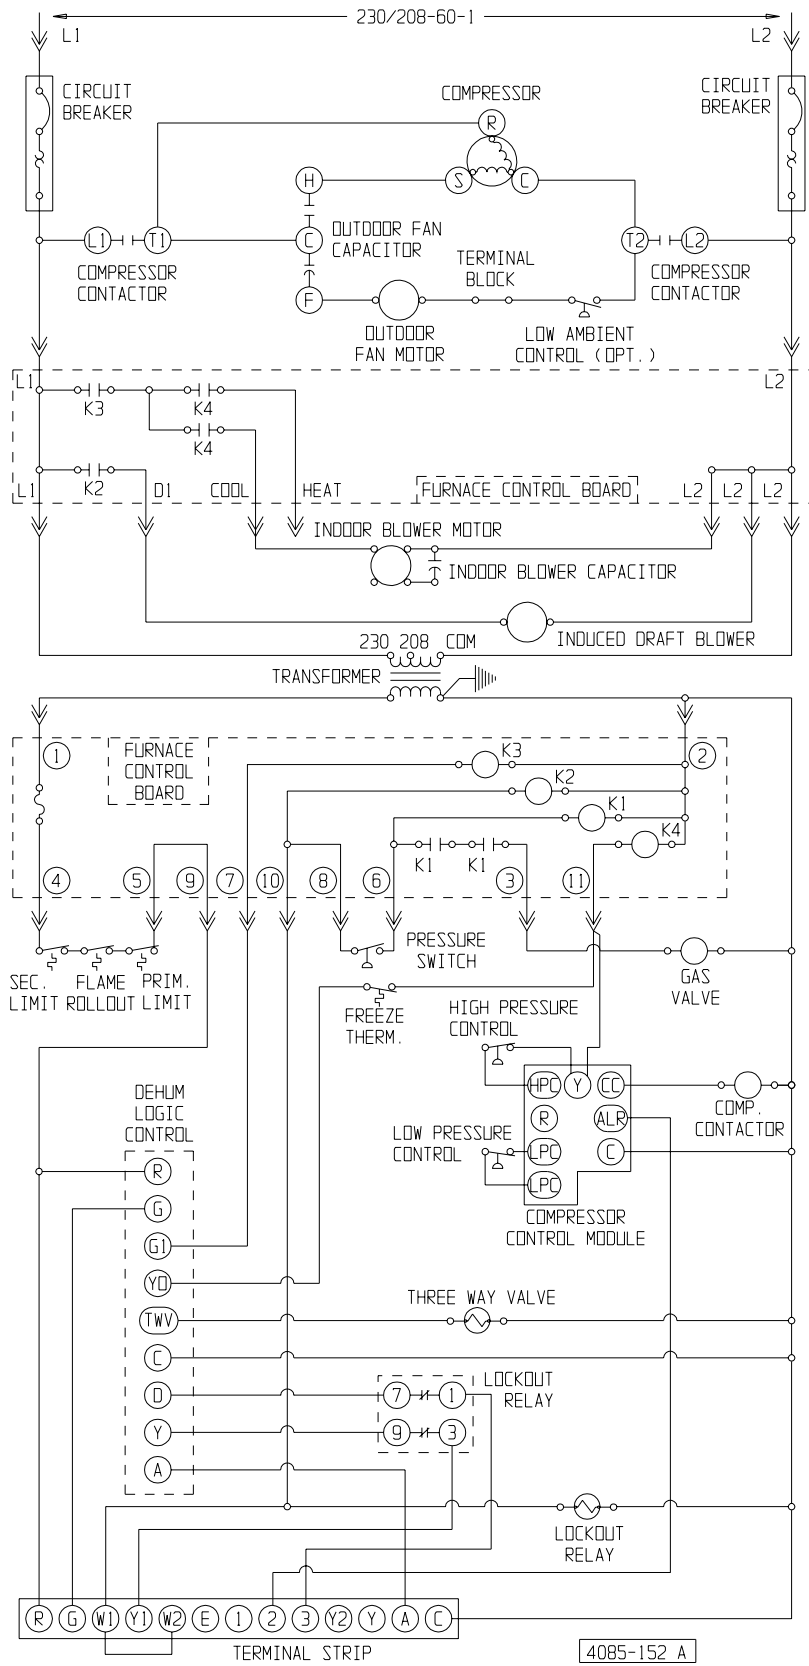 230/208-60-1
L1
L2
CIRCUIT
BREAKER
CIRCUIT
BREAKER
COMPRESSOR
R
H
S
C
OUTDOOR FAN
CAPACITOR
L1
T1
C
T2
L2
COMPRESSOR
CONTACTOR
TERMINAL
BLOCK
COMPRESSOR
CONTACTOR
F
OUTDOOR
FAN MOTOR
LOW AMBIENT
CONTROL (OPT.)
L1
L2
K3
K4
K4
K2
L1
D1
COOL
HEAT
FURNACE CONTROL BOARD
L2
L2
L2
INDOOR BLOWER MOTOR
INDOOR BLOWER CAPACITOR
INDUCED DRAFT BLOWER
230 208 COM
TRANSFORMER
1
FURNACE
CONTROL
BOARD
K3
2
K2
K1
K4
K1
K1
4
5
9
7
10
8
6
3
11
SEC.
LIMIT
FLAME
ROLLOUT
PRIM.
LIMIT
PRESSURE
SWITCH
GAS
VALVE
FREEZE
THERM.
HIGH PRESSURE
CONTROL
HPC
Y
CC
COMP.
CONTACTOR
R
ALR
LOW PRESSURE
CONTROL
LPC
C
LPC
COMPRESSOR
CONTROL MODULE
DEHUM
LOGIC
CONTROL
R
G
G1
YO
TWV
C
D
Y
A
THREE WAY VALVE
7
1
LOCKOUT
RELAY
9
3
LOCKOUT
RELAY
R
G
W1
Y1
W2
E
1
2
3
Y2
Y
A
C
TERMINAL STRIP
4085-152 A